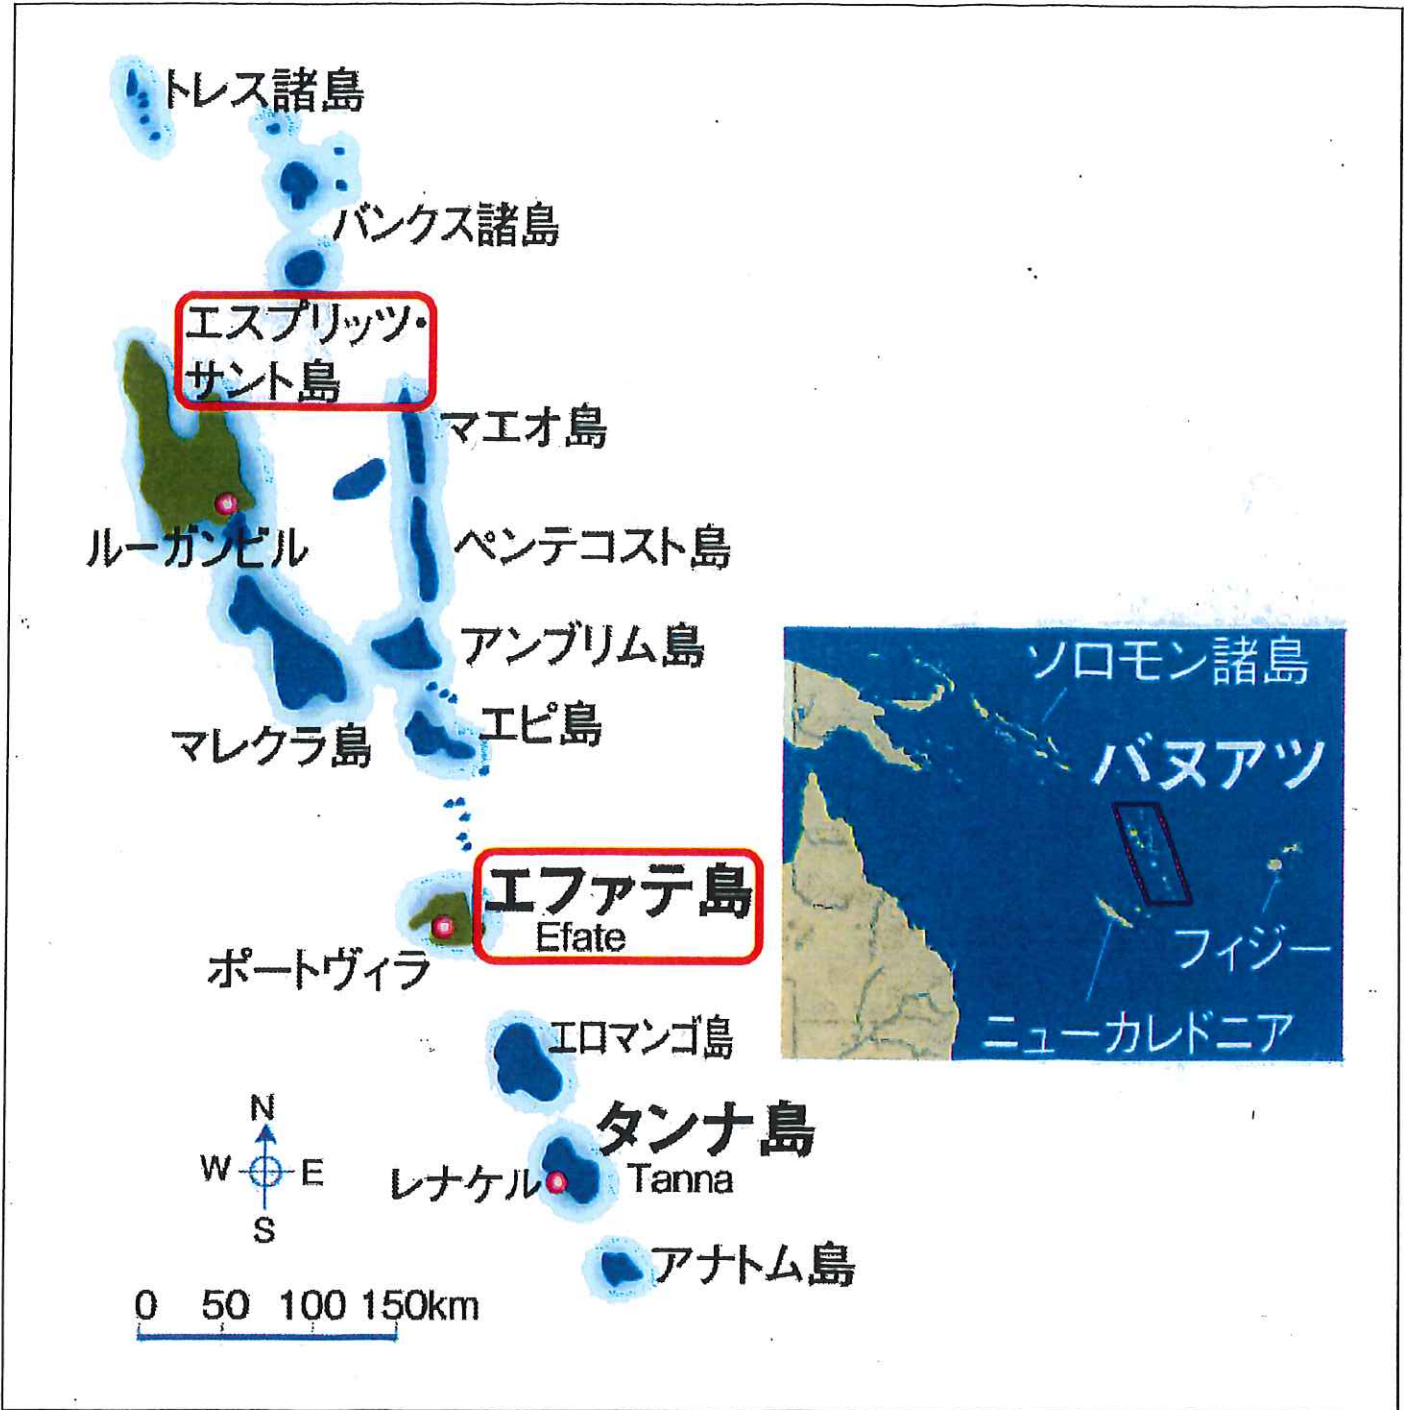 トレス諸島
バンクス諸島
エスプリッツ・
サント島
マエオ島
ルーガンビル
ペンテコスト島
アンブリム島
エピ島
マレクラ島
ソロモン諸島
バヌアツ
フィジー
ニューカレドニア
エファテ島
Efate
ポートヴィラ
エロマンゴ島
タンナ島
Tanna
レナケル
アナトム島
N
W E
S
0 50 100 150km